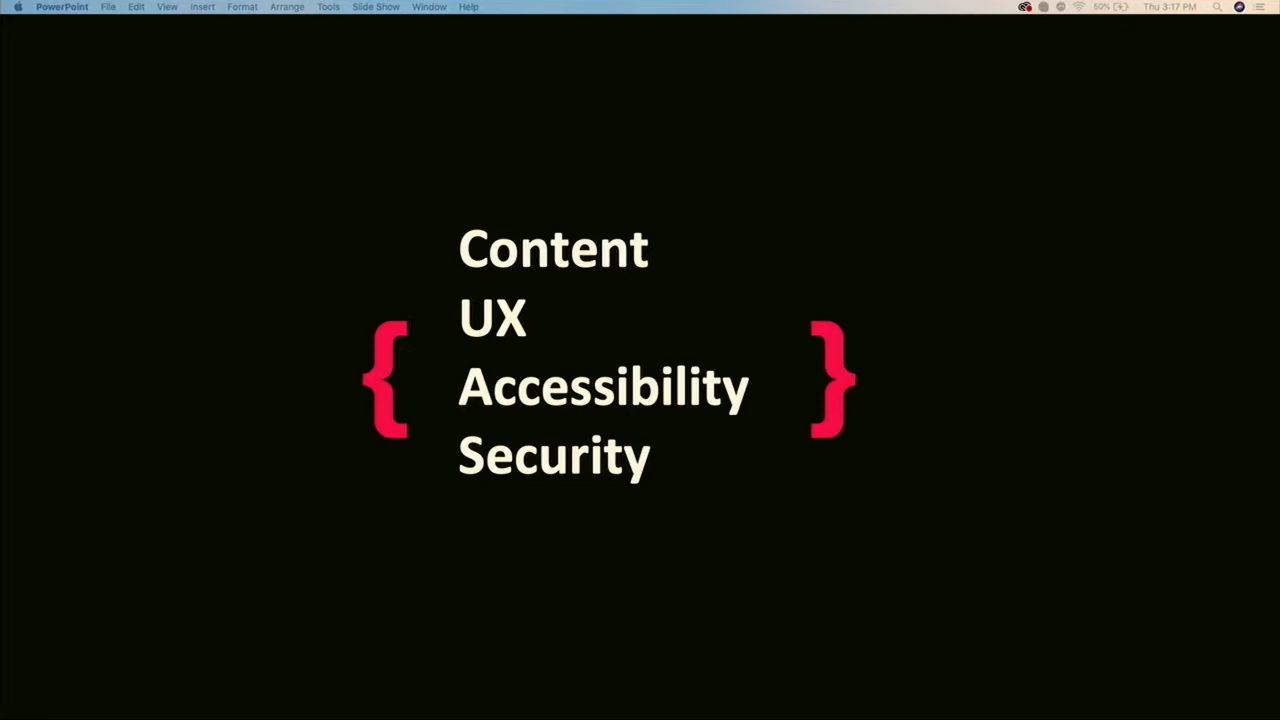 PowerPoint File Edit View Insert Format Arrange Tools Slide Show Window Help 50% Thu 3:17 PM
Content
UX
{ Accessibility }
Security